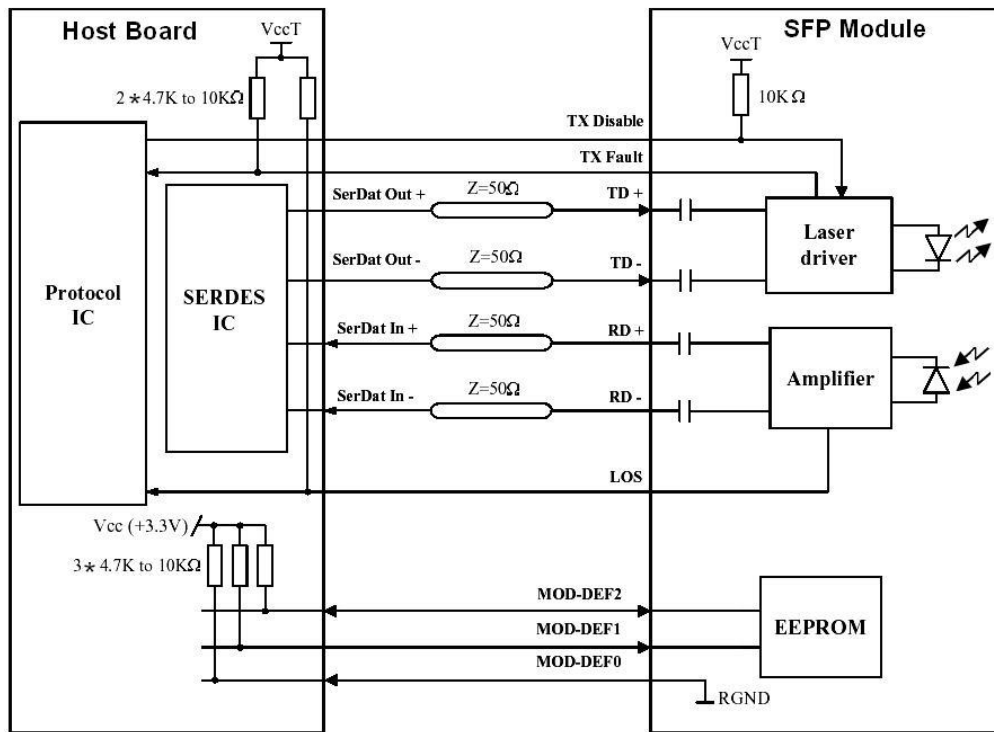 Host Board
SFP Module
VccT
VccT
2*4.7K to 10KΩ
10KΩ
TX Disable
TX Fault
SerDat Out +
Z=50Ω
TD +
SerDat Out -
Z=50Ω
TD -
Laser
driver
Protocol
IC
SERDES
IC
SerDat In +
Z=50Ω
RD +
SerDat In -
Z=50Ω
RD -
Amplifier
LOS
Vcc (+3.3V)
3*4.7K to 10KΩ
MOD-DEF2
MOD-DEF1
MOD-DEF0
EEPROM
RGND